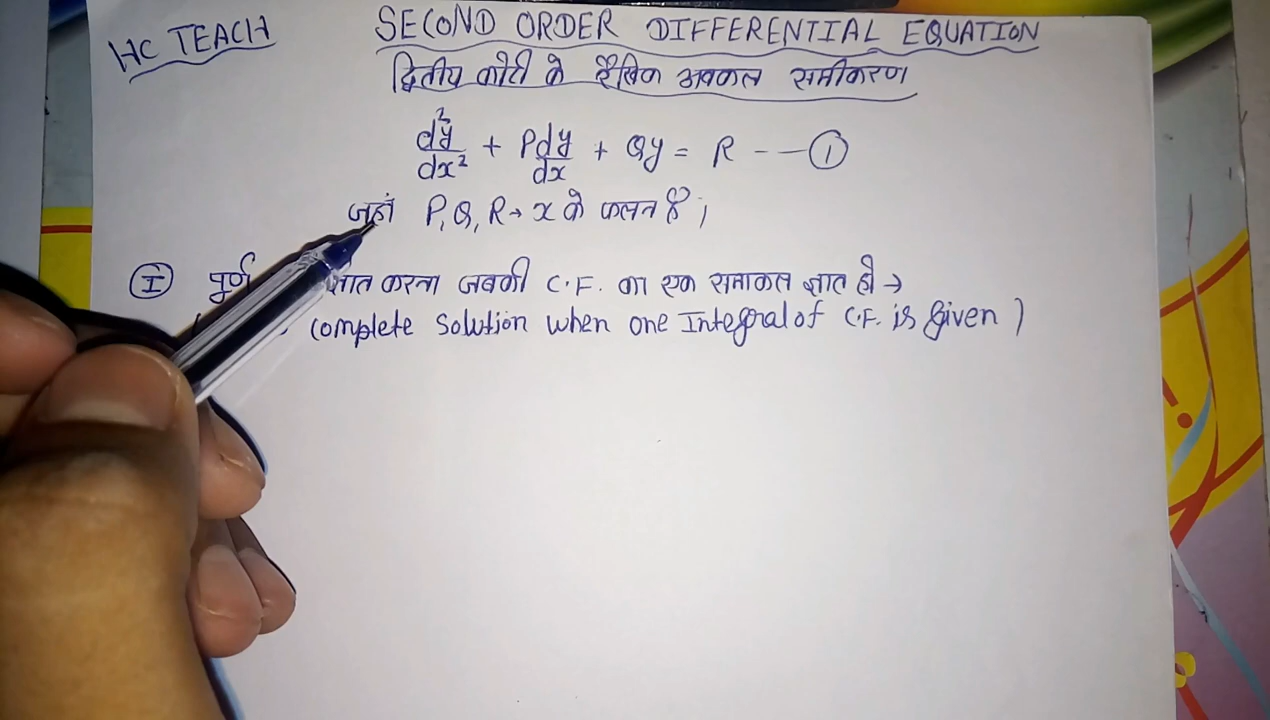 HC TEACH
SECOND ORDER DIFFERENTIAL EQUATION
द्वितीय कोटी के रैखिक अवकल समीकरण
d²y/dx² + P dy/dx + Qy = R --- ①
जहाँ P, Q, R → x के फलन है ;
Ⓘ पूर्ण ज्ञात करना जबकी C.F. का एक समाकल ज्ञात हो →
Complete Solution when one Integral of C.F. is Given )